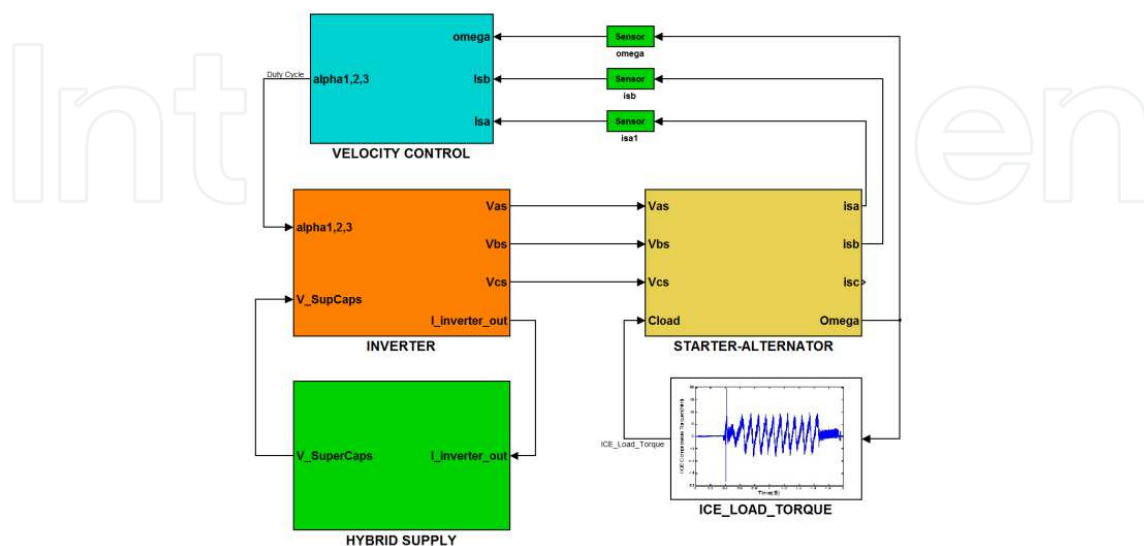 omega
Sensor
omega
Duty Cycle
alpha1,2,3
Isb
Sensor
isb
Isa
Sensor
isa1
VELOCITY CONTROL
Vas
Vas
isa
alpha1,2,3
Vbs
Vbs
isb
Vcs
Vcs
isc
V_SupCaps
I_inverter_out
Cload
Omega
INVERTER
STARTER-ALTERNATOR
ICE_Load_Torque
V_SuperCaps
I_inverter_out
Time(S)
ICE_LOAD_TORQUE
HYBRID SUPPLY